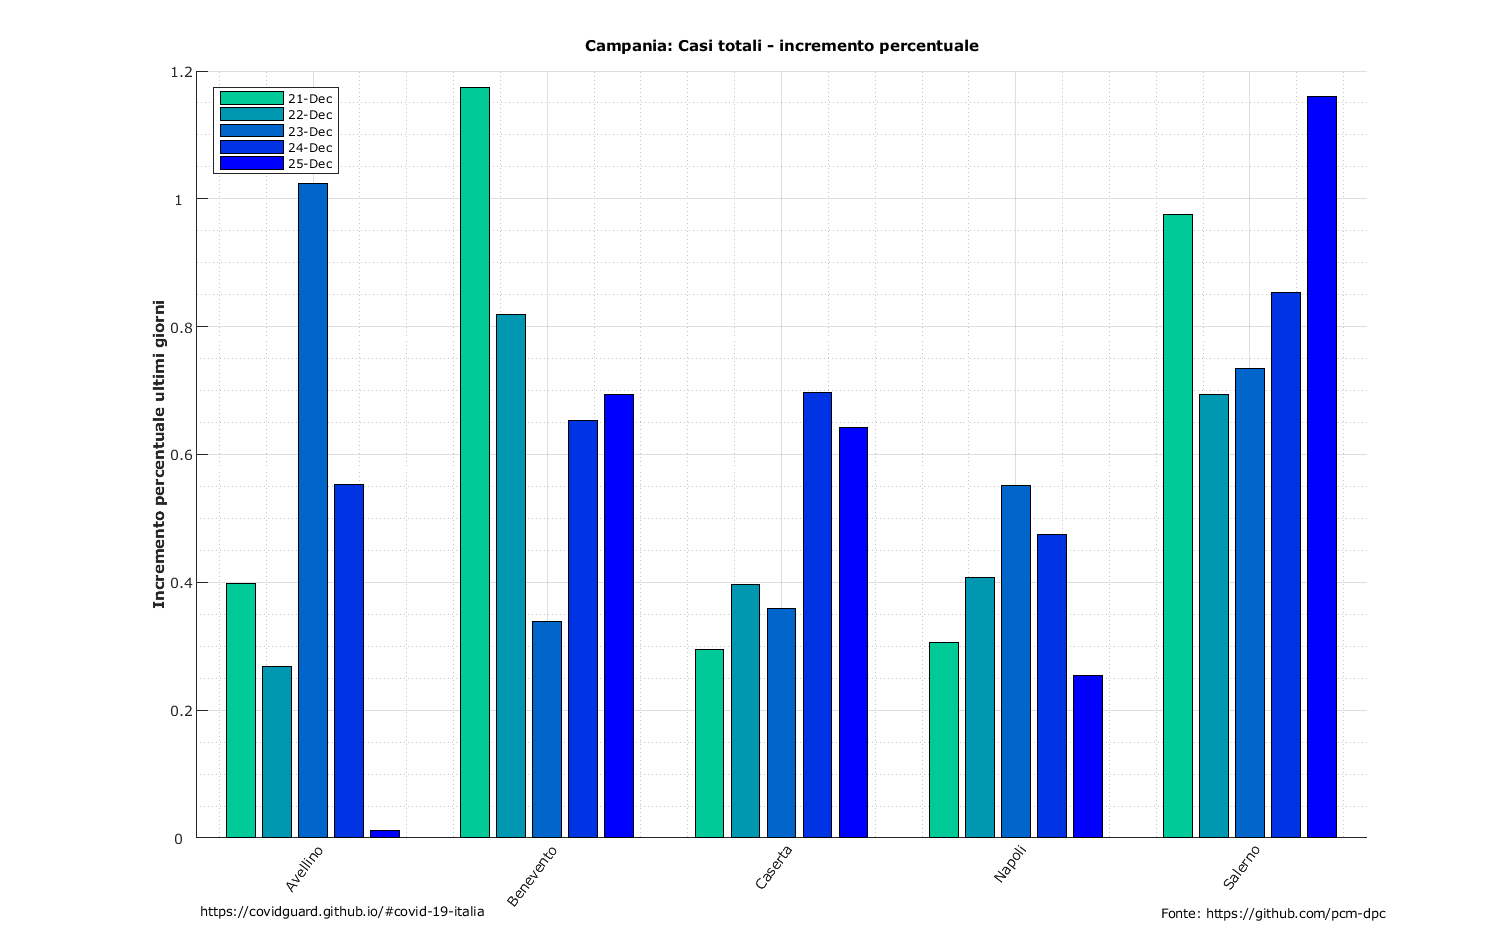 Campania: Casi totali - incremento percentuale
1.2
1
0.8
0.6
0.4
0.2
0
Incremento percentuale ultimi giorni
21-Dec
22-Dec
23-Dec
24-Dec
25-Dec
Avellino
Benevento
Caserta
Napoli
Salerno
https://covidguard.github.io/#covid-19-italia
Fonte: https://github.com/pcm-dpc